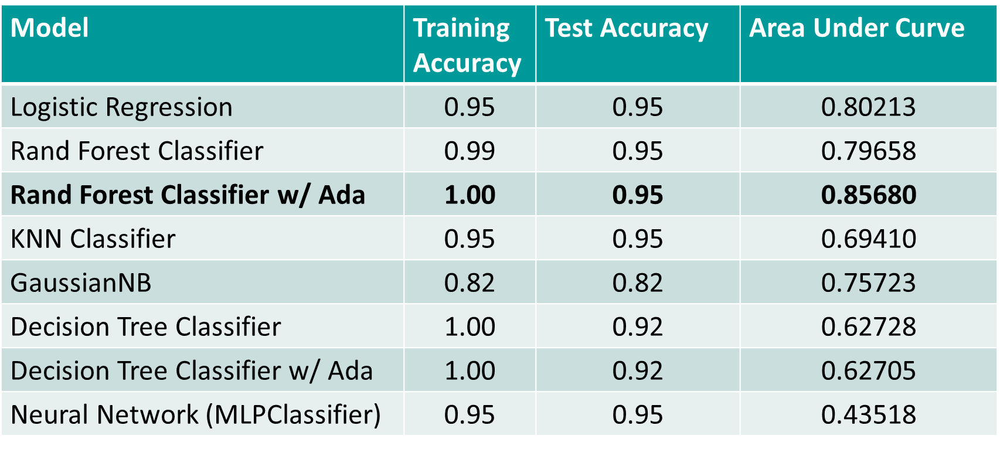 Model Training Accuracy Test Accuracy Area Under Curve
Logistic Regression 0.95 0.95 0.80213
Rand Forest Classifier 0.99 0.95 0.79658
Rand Forest Classifier w/ Ada 1.00 0.95 0.85680
KNN Classifier 0.95 0.95 0.69410
GaussianNB 0.82 0.82 0.75723
Decision Tree Classifier 1.00 0.92 0.62728
Decision Tree Classifier w/ Ada 1.00 0.92 0.62705
Neural Network (MLPClassifier) 0.95 0.95 0.43518